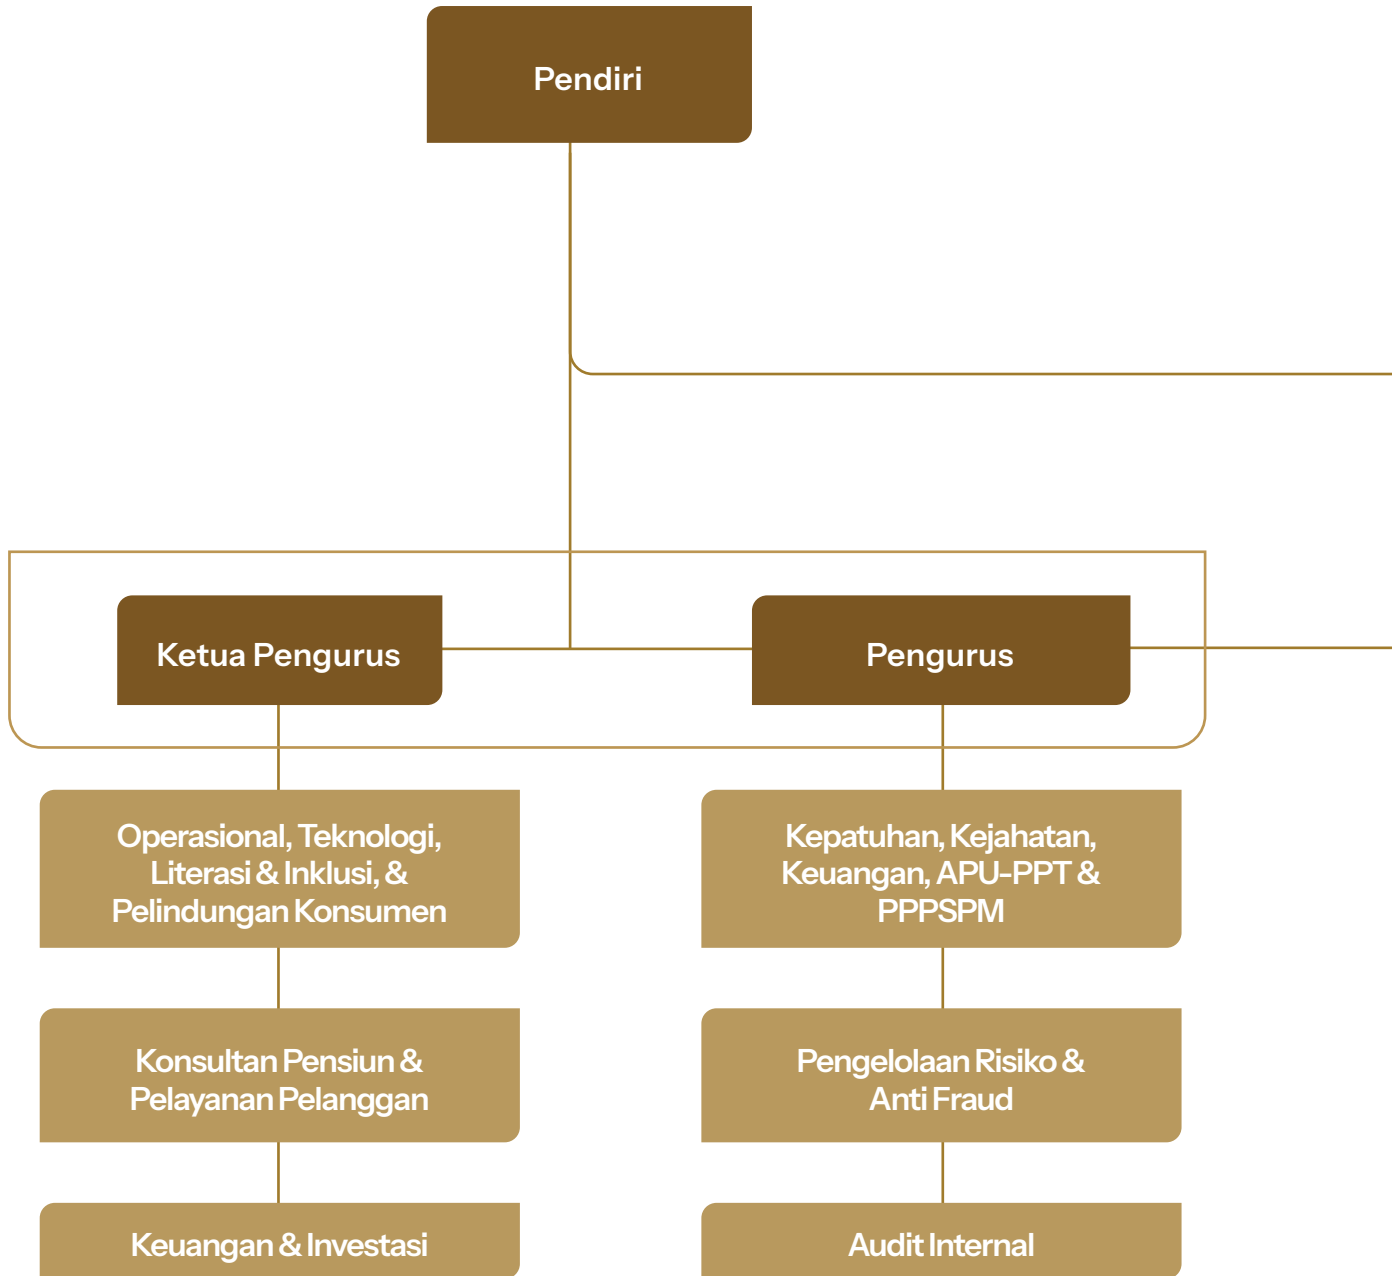 Pendiri
Ketua Pengurus
Pengurus
Operasional, Teknologi,
Literasi & Inklusi, &
Pelindungan Konsumen
Kepatuhan, Kejahatan,
Keuangan, APU-PPT &
PPPSPM
Konsultan Pensiun &
Pelayanan Pelanggan
Pengelolaan Risiko &
Anti Fraud
Keuangan & Investasi
Audit Internal